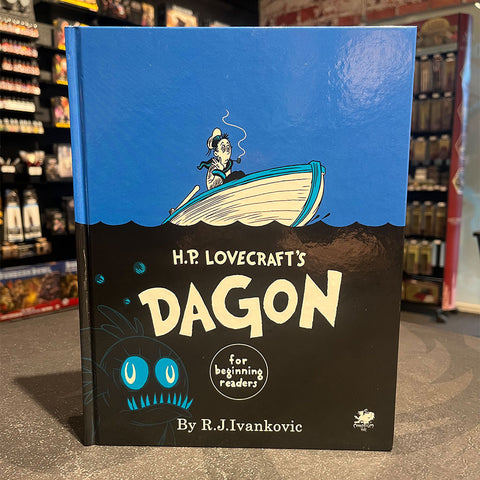 H.P. LOVECRAFT'S
DAGON
for
beginning
readers
By R.J.Ivankovic